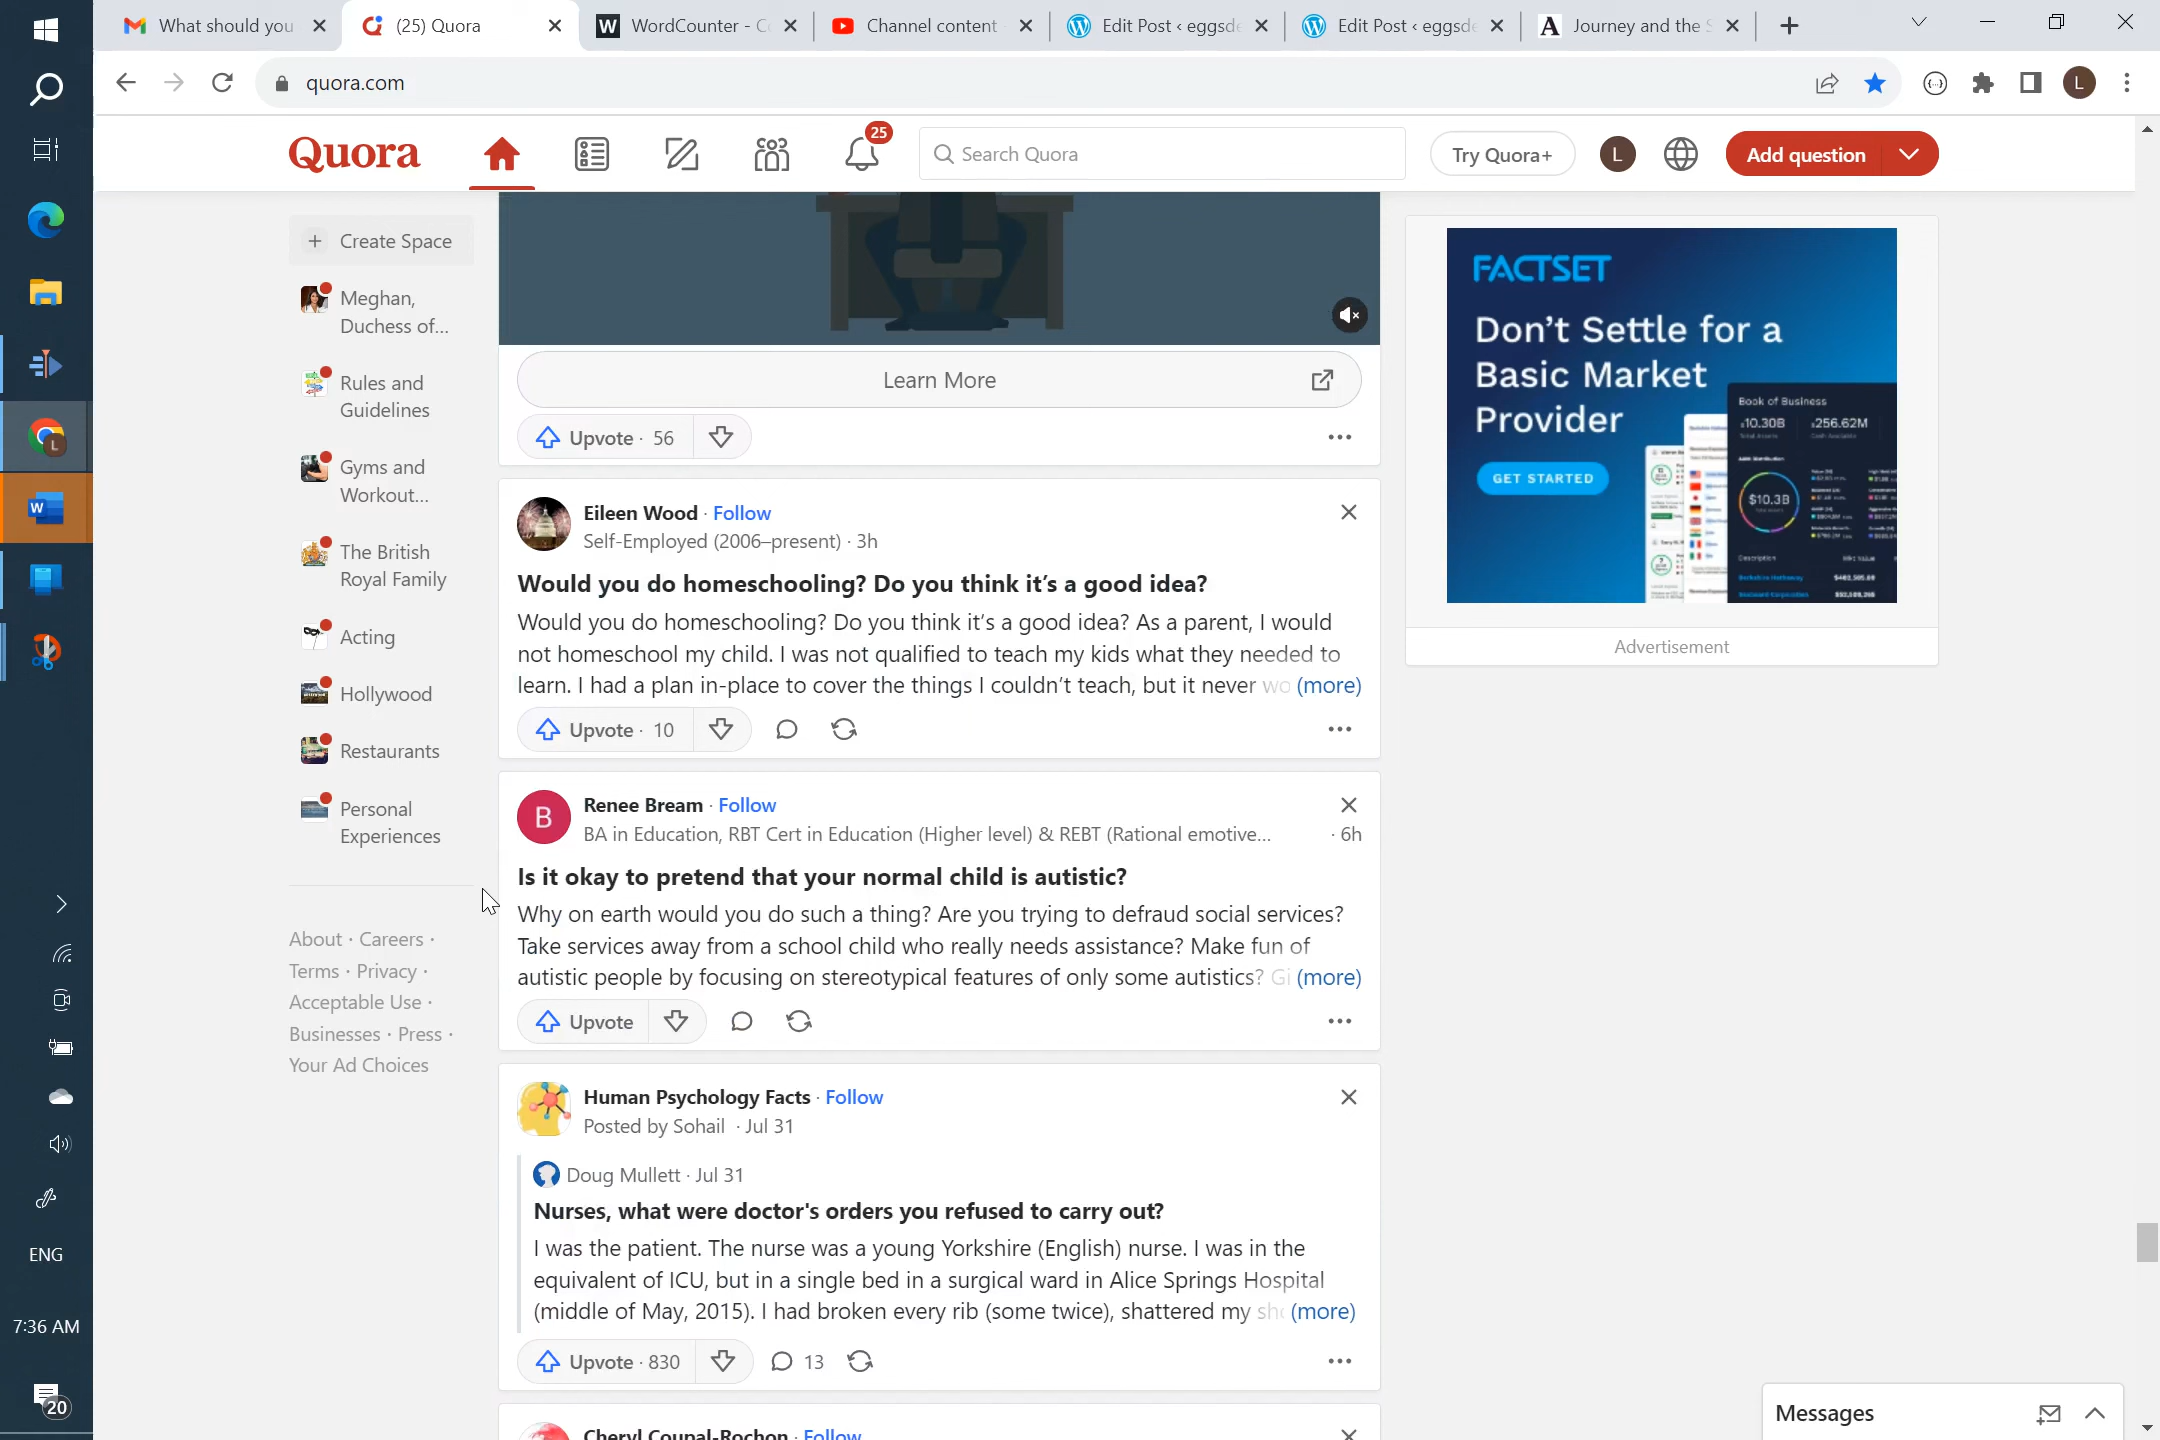 What should you
(25) Quora
WordCounter - C
Channel content
Edit Post ‹ eggsde
Edit Post ‹ eggsde
Journey and the S
quora.com
L
Quora
25
Search Quora
Try Quora+
L
Add question
Create Space
Meghan,
Duchess of...
Rules and
Guidelines
Gyms and
Workout...
The British
Royal Family
Acting
Hollywood
Restaurants
Personal
Experiences
About · Careers ·
Terms · Privacy ·
Acceptable Use ·
Businesses · Press ·
Your Ad Choices
Learn More
Upvote · 56
Eileen Wood · Follow
Self-Employed (2006–present) · 3h
Would you do homeschooling? Do you think it’s a good idea?
Would you do homeschooling? Do you think it’s a good idea? As a parent, I would
not homeschool my child. I was not qualified to teach my kids what they needed to
learn. I had a plan in-place to cover the things I couldn’t teach, but it never wo (more)
Upvote · 10
B
Renee Bream · Follow
BA in Education, RBT Cert in Education (Higher level) & REBT (Rational emotive... · 6h
Is it okay to pretend that your normal child is autistic?
Why on earth would you do such a thing? Are you trying to defraud social services?
Take services away from a school child who really needs assistance? Make fun of
autistic people by focusing on stereotypical features of only some autistics? Gi (more)
Upvote
Human Psychology Facts · Follow
Posted by Sohail · Jul 31
Doug Mullett · Jul 31
Nurses, what were doctor's orders you refused to carry out?
I was the patient. The nurse was a young Yorkshire (English) nurse. I was in the
equivalent of ICU, but in a single bed in a surgical ward in Alice Springs Hospital
(middle of May, 2015). I had broken every rib (some twice), shattered my sho (more)
Upvote · 830
13
Cheryl Coupal-Rochon · Follow
FACTSET
Don’t Settle for a
Basic Market
Provider
GET STARTED
Book of Business
$10.30B
$256.62M
$10.3B
Description
Advertisement
Messages
ENG
7:36 AM
20